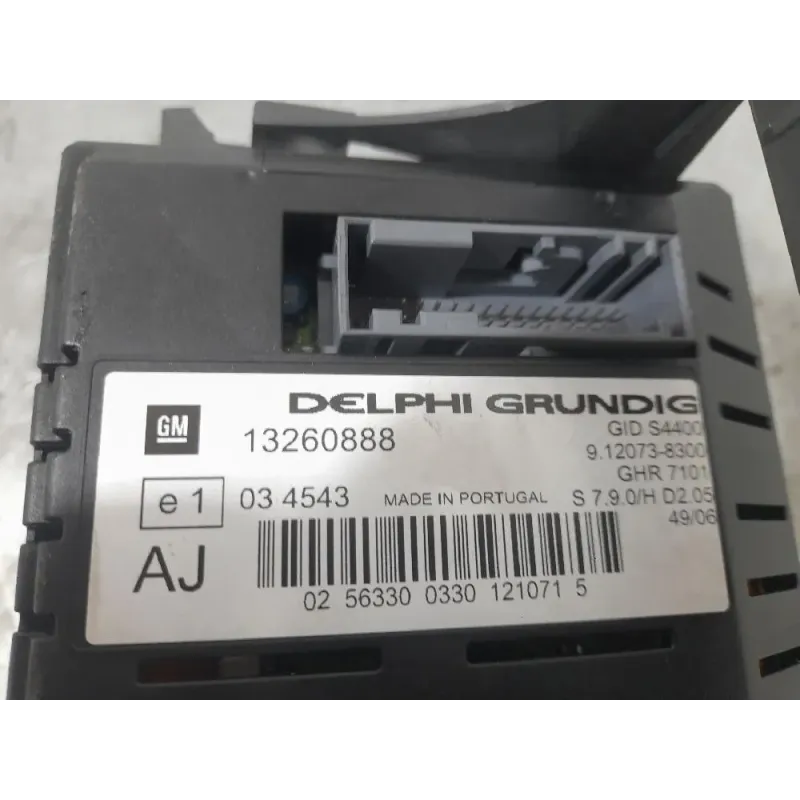 DELPHI GRUNDIG
GM 13260888
GID S4400
9.12073-8300
GHR 7101
e1 03 4543 MADE IN PORTUGAL S 7.9.0/H D2.05
49/06
AJ
02 56330 0330 121071 5